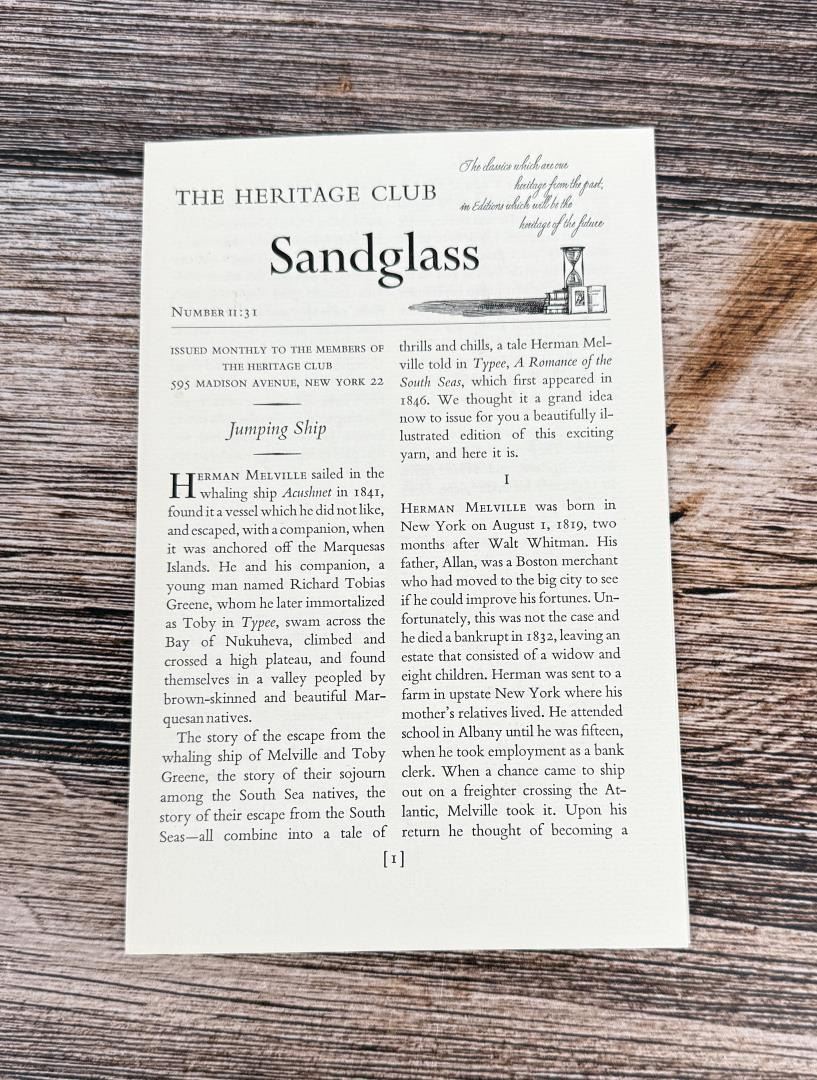 THE HERITAGE CLUB
The classics which are our
heritage from the past,
in Editions which will be the
heritage of the future
Sandglass
NUMBER II:31
ISSUED MONTHLY TO THE MEMBERS OF
THE HERITAGE CLUB
595 MADISON AVENUE, NEW YORK 22
Jumping Ship
HERMAN MELVILLE sailed in the
whaling ship Acushnet in 1841,
found it a vessel which he did not like,
and escaped, with a companion, when
it was anchored off the Marquesas
Islands. He and his companion, a
young man named Richard Tobias
Greene, whom he later immortalized
as Toby in Typee, swam across the
Bay of Nukuheva, climbed and
crossed a high plateau, and found
themselves in a valley peopled by
brown-skinned and beautiful Mar-
quesan natives.
The story of the escape from the
whaling ship of Melville and Toby
Greene, the story of their sojourn
among the South Sea natives, the
story of their escape from the South
Seas—all combine into a tale of
thrills and chills, a tale Herman Mel-
ville told in Typee, A Romance of the
South Seas, which first appeared in
1846. We thought it a grand idea
now to issue for you a beautifully il-
lustrated edition of this exciting
yarn, and here it is.
I
HERMAN MELVILLE was born in
New York on August 1, 1819, two
months after Walt Whitman. His
father, Allan, was a Boston merchant
who had moved to the big city to see
if he could improve his fortunes. Un-
fortunately, this was not the case and
he died a bankrupt in 1832, leaving an
estate that consisted of a widow and
eight children. Herman was sent to a
farm in upstate New York where his
mother's relatives lived. He attended
school in Albany until he was fifteen,
when he took employment as a bank
clerk. When a chance came to ship
out on a freighter crossing the At-
lantic, Melville took it. Upon his
return he thought of becoming a
[1]